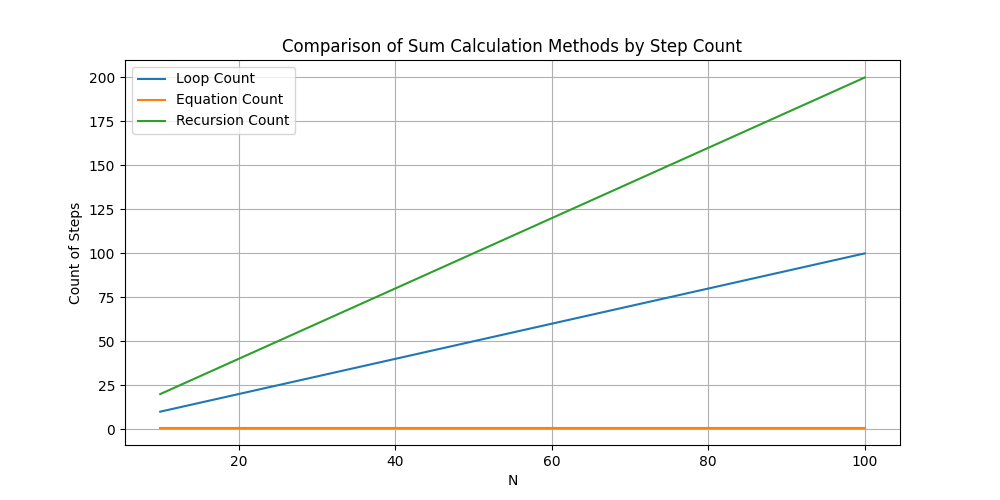 Comparison of Sum Calculation Methods by Step Count
Loop Count
Equation Count
Recursion Count
200
175
150
125
100
75
50
25
0
Count of Steps
20 40 60 80 100
N